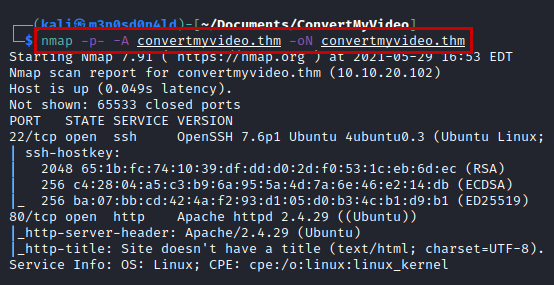 (kali㉿m3n0sd0n4ld)-[~/Documents/ConvertMyVideo]
nmap -p- -A convertmyvideo.thm -oN convertmyvideo.thm
Starting Nmap 7.91 ( https://nmap.org ) at 2021-05-29 16:53 EDT
Nmap scan report for convertmyvideo.thm (10.10.20.102)
Host is up (0.049s latency).
Not shown: 65533 closed ports
PORT   STATE SERVICE VERSION
22/tcp open  ssh     OpenSSH 7.6p1 Ubuntu 4ubuntu0.3 (Ubuntu Linux;
| ssh-hostkey:
|   2048 65:1b:fc:74:10:39:df:dd:d0:2d:f0:53:1c:eb:6d:ec (RSA)
|   256 c4:28:04:a5:c3:b9:6a:95:5a:4d:7a:6e:46:e2:14:db (ECDSA)
|_  256 ba:07:bb:cd:42:4a:f2:93:d1:05:d0:b3:4c:b1:d9:b1 (ED25519)
80/tcp open  http    Apache httpd 2.4.29 ((Ubuntu))
|_http-server-header: Apache/2.4.29 (Ubuntu)
|_http-title: Site doesn't have a title (text/html; charset=UTF-8).
Service Info: OS: Linux; CPE: cpe:/o:linux:linux_kernel